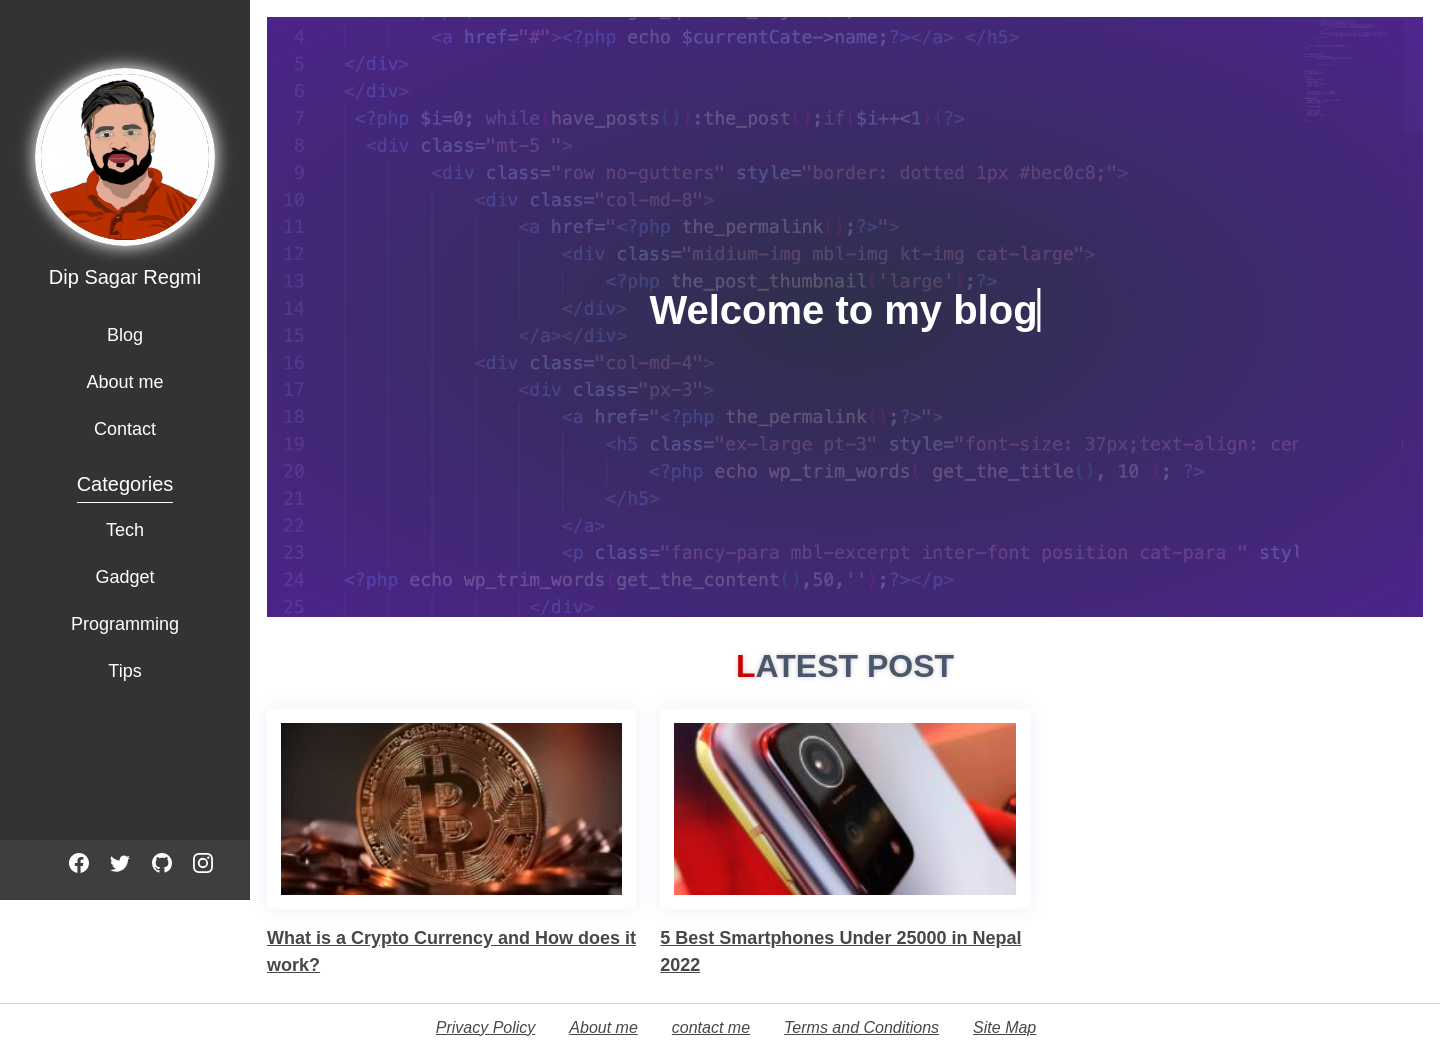 Dip Sagar Regmi
Blog
About me
Contact
Categories
Tech
Gadget
Programming
Tips
4 <a href="#"><?php echo $currentCate->name;?></a> </h5>
5 </div>
6 </div>
7 <?php $i=0; while(have_posts()):the_post();if($i++<1){?>
8 <div class="mt-5 ">
9 <div class="row no-gutters" style="border: dotted 1px #bec0c8;">
10 <div class="col-md-8">
11 <a href="<?php the_permalink();?>">
12 <div class="midium-img mbl-img kt-img cat-large">
13 <?php the_post_thumbnail('large');?>
14 </div>
Welcome to my blog
15 </a></div>
16 <div class="col-md-4">
17 <div class="px-3">
18 <a href="<?php the_permalink();?>">
19 <h5 class="ex-large pt-3" style="font-size: 37px;text-align: cer
20 <?php echo wp_trim_words( get_the_title(), 10 ); ?>
21 </h5>
22 </a>
23 <p class="fancy-para mbl-excerpt inter-font position cat-para " styl
24 <?php echo wp_trim_words(get_the_content(),50,'');?></p>
25 </div>
LATEST POST
What is a Crypto Currency and How does it
work?
5 Best Smartphones Under 25000 in Nepal
2022
Privacy Policy About me contact me Terms and Conditions Site Map